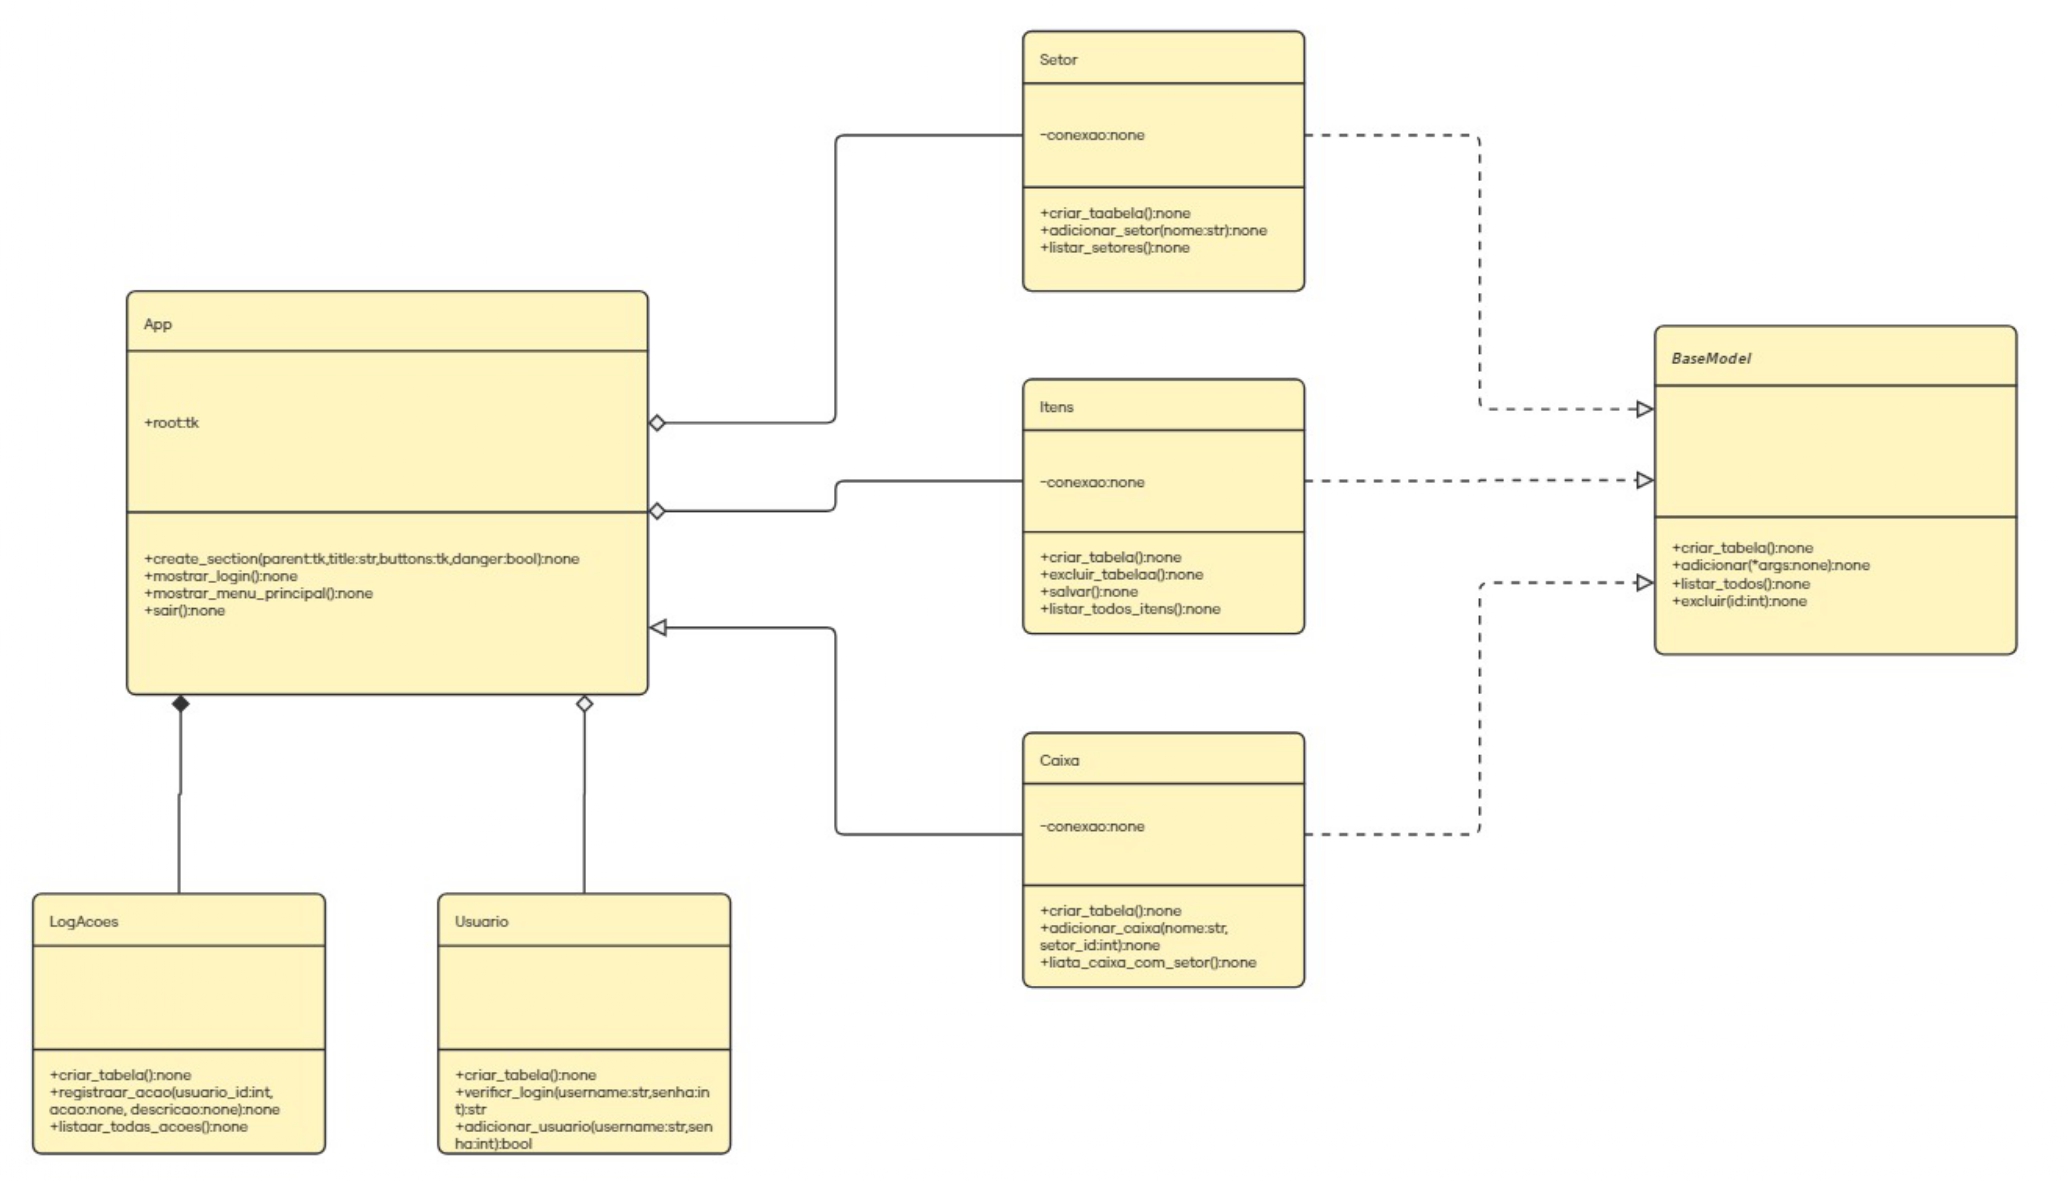 Setor
-conexao:none
+criar_taabela():none
+adicionar_setor(nome:str):none
+listar_setores():none
App
+root:tk
+create_section(parent:tk,title:str,buttons:tk,danger:bool):none
+mostrar_login():none
+mostrar_menu_principal():none
+sair():none
Itens
-conexao:none
+criar_tabela():none
+excluir_tabelaa():none
+salvar():none
+listar_todos_itens():none
BaseModel
+criar_tabela():none
+adicionar(*args:none):none
+listar_todos():none
+excluir(id:int):none
Caixa
-conexao:none
+criar_tabela():none
+adicionar_caixa(nome:str,
setor_id:int):none
+liata_caixa_com_setor():none
LogAcoes
+criar_tabela():none
+registraar_acao(usuario_id:int,
acao:none, descricao:none):none
+listaar_todas_acoes():none
Usuario
+criar_tabela():none
+verificr_login(username:str,senha:in
t):str
+adicionar_usuario(username:str,sen
ha:int):bool